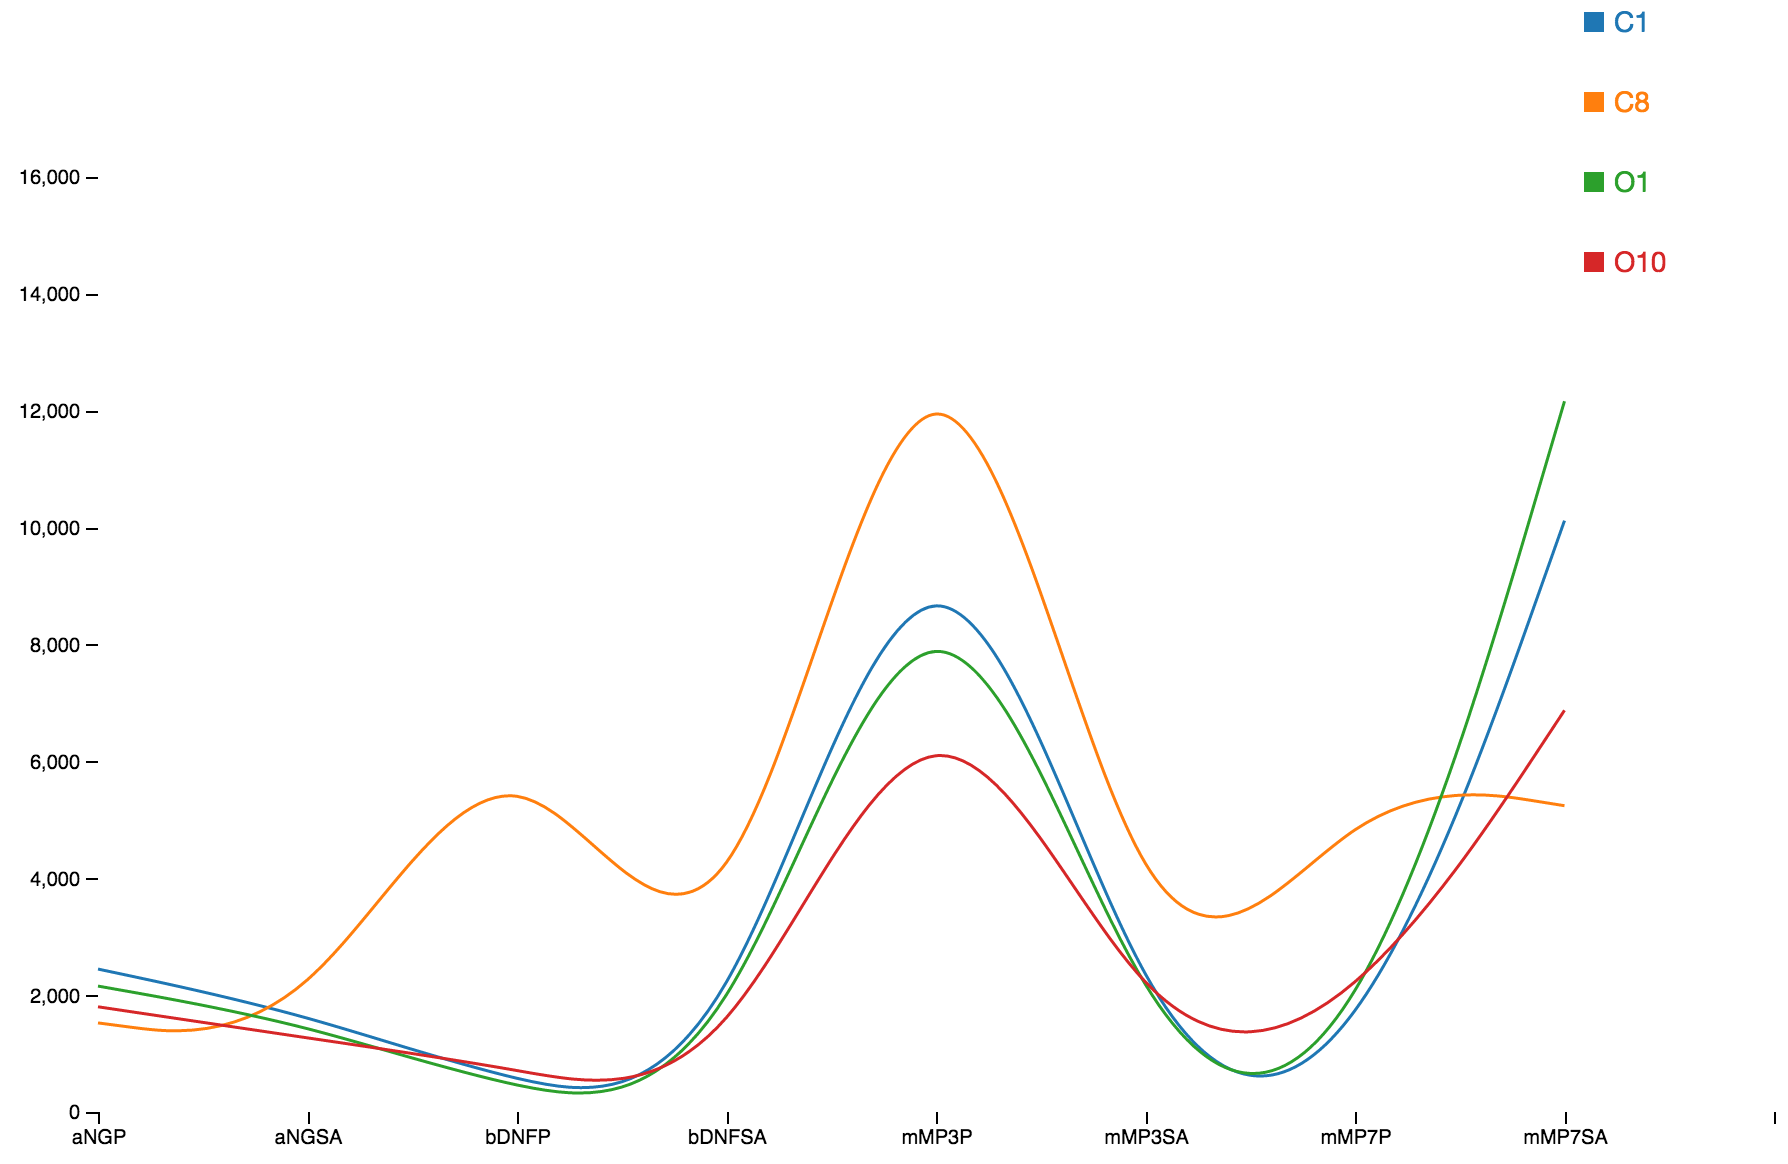 C1
C8
O1
O10
16,000
14,000
12,000
10,000
8,000
6,000
4,000
2,000
0
aNGP aNGSA bDNFP bDNFSA mMP3P mMP3SA mMP7P mMP7SA